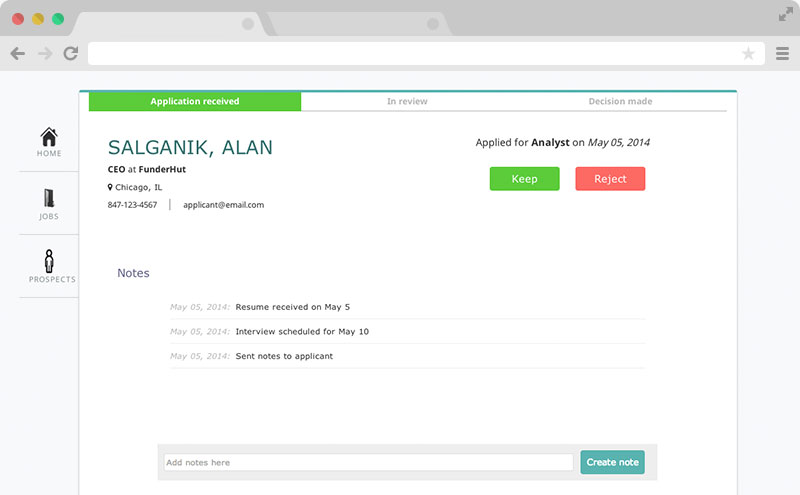 Application received In review Decision made
HOME
JOBS
PROSPECTS
SALGANIK, ALAN
CEO at FunderHut
Chicago, IL
847-123-4567 applicant@email.com
Applied for Analyst on May 05, 2014
Keep Reject
Notes
May 05, 2014: Resume received on May 5
May 05, 2014: Interview scheduled for May 10
May 05, 2014: Sent notes to applicant
Add notes here Create note